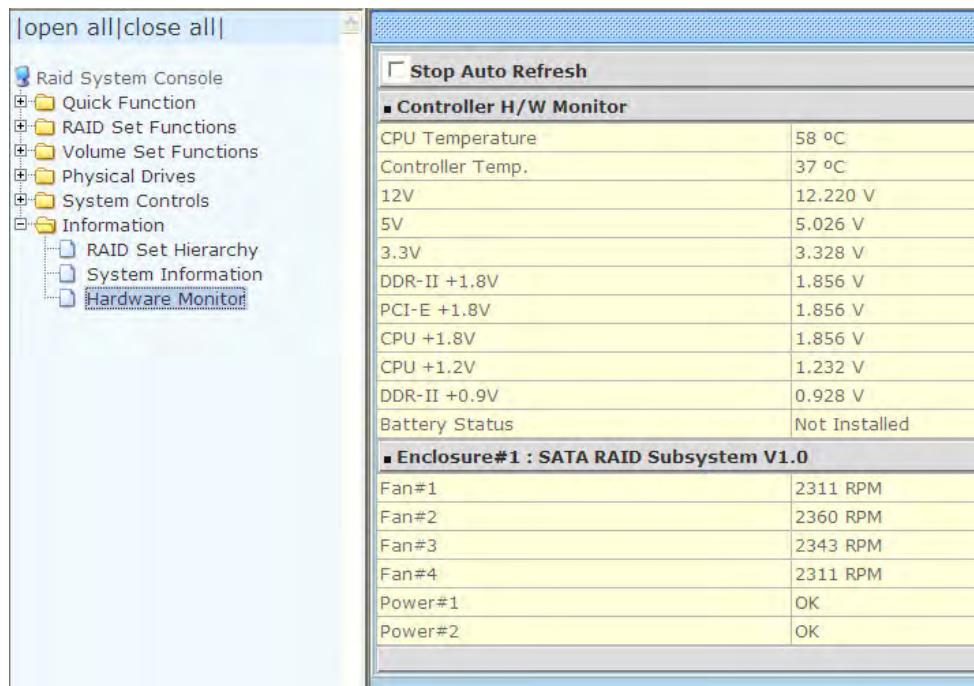 |open all|close all|
Raid System Console
Quick Function
RAID Set Functions
Volume Set Functions
Physical Drives
System Controls
Information
RAID Set Hierarchy
System Information
Hardware Monitor
Stop Auto Refresh
Controller H/W Monitor
CPU Temperature 58 ºC
Controller Temp. 37 ºC
12V 12.220 V
5V 5.026 V
3.3V 3.328 V
DDR-II +1.8V 1.856 V
PCI-E +1.8V 1.856 V
CPU +1.8V 1.856 V
CPU +1.2V 1.232 V
DDR-II +0.9V 0.928 V
Battery Status Not Installed
Enclosure#1 : SATA RAID Subsystem V1.0
Fan#1 2311 RPM
Fan#2 2360 RPM
Fan#3 2343 RPM
Fan#4 2311 RPM
Power#1 OK
Power#2 OK